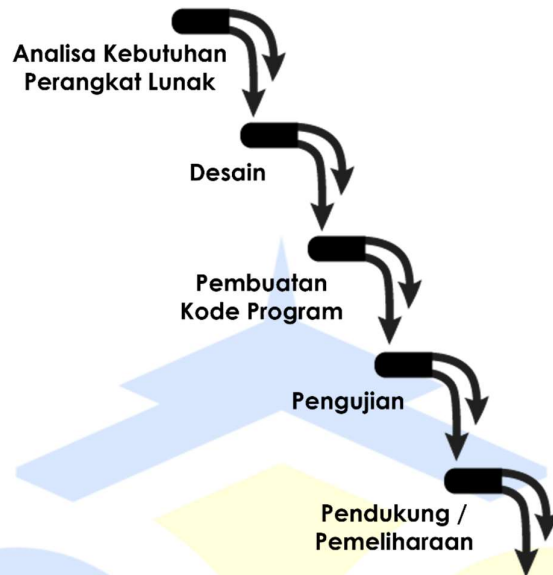 Analisa Kebutuhan
Perangkat Lunak
Desain
Pembuatan
Kode Program
Pengujian
Pendukung /
Pemeliharaan